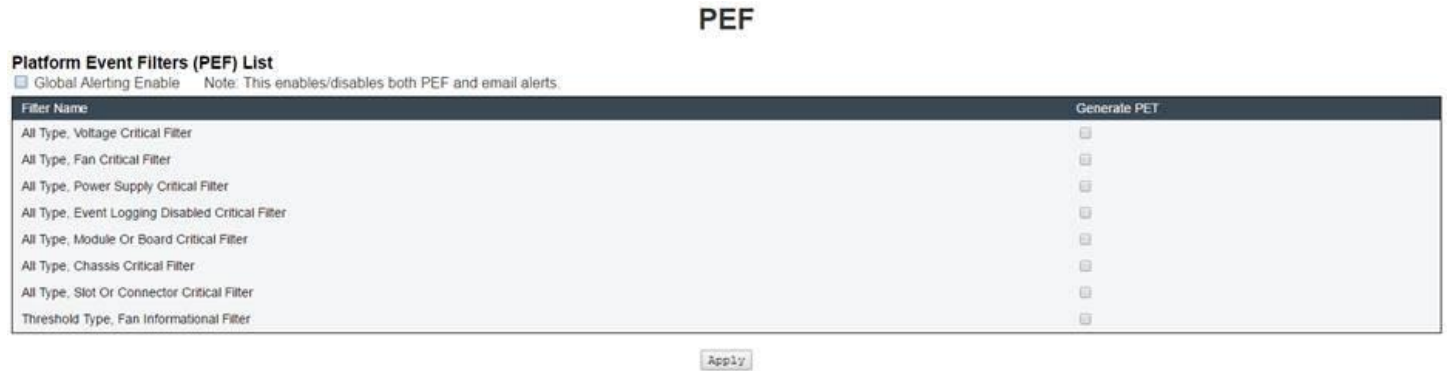 PEF
Platform Event Filters (PEF) List
Global Alerting Enable Note: This enables/disables both PEF and email alerts.
Filter Name Generate PET
All Type, Voltage Critical Filter
All Type, Fan Critical Filter
All Type, Power Supply Critical Filter
All Type, Event Logging Disabled Critical Filter
All Type, Module Or Board Critical Filter
All Type, Chassis Critical Filter
All Type, Slot Or Connector Critical Filter
Threshold Type, Fan Informational Filter
Apply